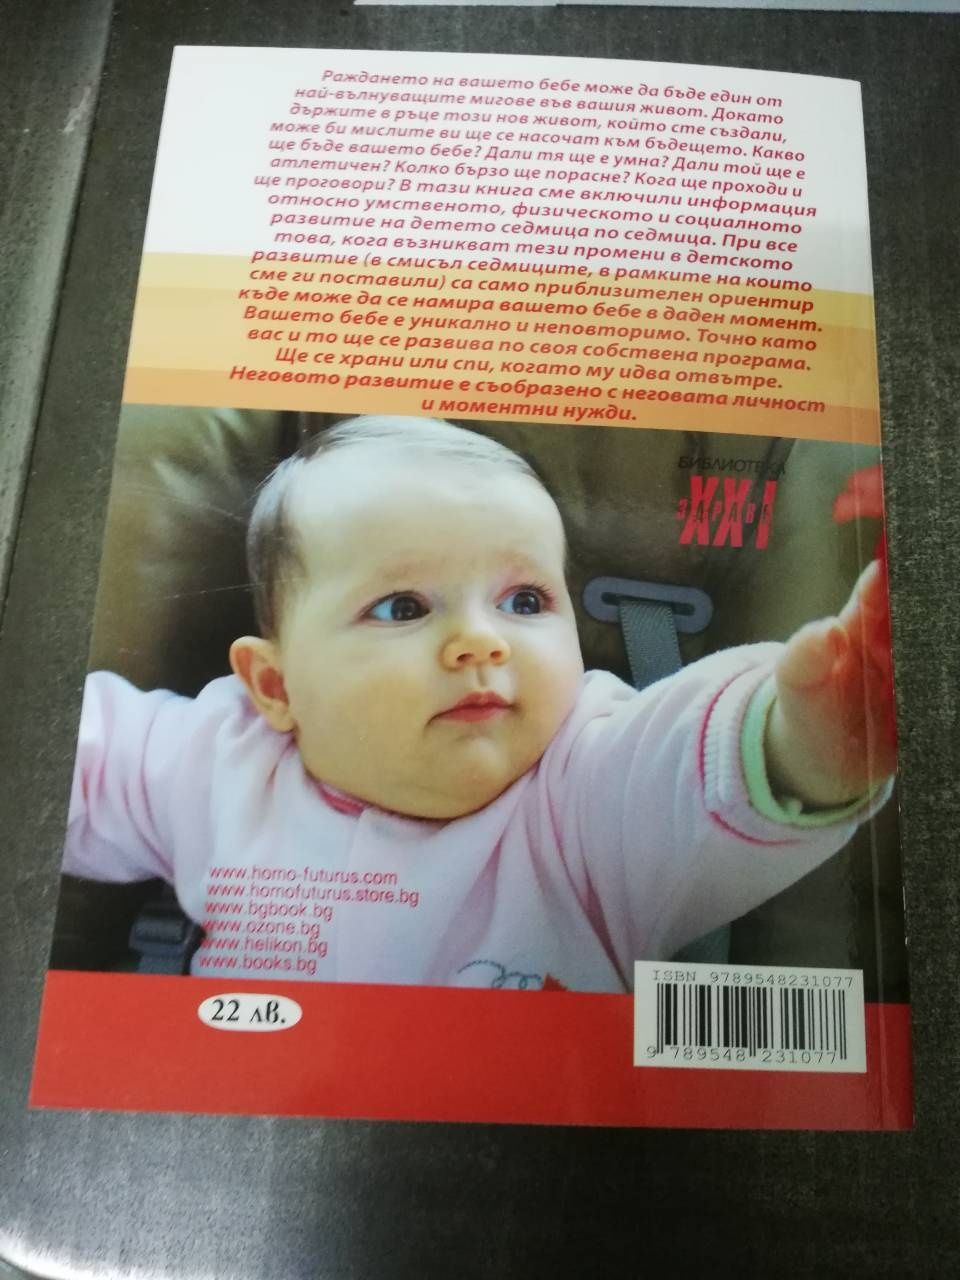 Раждането на вашето бебе може да бъде един от
най-вълнуващите мигове във вашия живот. Докато
държите в ръце този нов живот, който сте създали,
може би мислите ви ще се насочат към бъдещето. Какво
ще бъде вашето бебе? Дали тя ще е умна? Дали той ще е
атлетичен? Колко бързо ще порасне? Кога ще проходи и
ще проговори? В тази книга сме включили информация
относно умственото, физическото и социалното
развитие на детето седмица по седмица. При все
това, кога възникват тези промени в детското
развитие (в смисъл седмиците, в рамките на които
сме ги поставили) са само приблизителен ориентир
къде може да се намира вашето бебе в даден момент.
Вашето бебе е уникално и неповторимо. Точно като
вас и то ще се развива по своя собствена програма.
Ще се храни или спи, когато му идва отвътре.
Неговото развитие е съобразено с неговата личност
и моментни нужди.
БИБЛИОТЕКА
ЗДРАВЕ
XXI
www.homo-futurus.com
www.homofuturus.store.bg
www.bgbook.bg
www.ozone.bg
www.helikon.bg
www.books.bg
22 лв.
ISBN 9789548231077
9 789548 231077